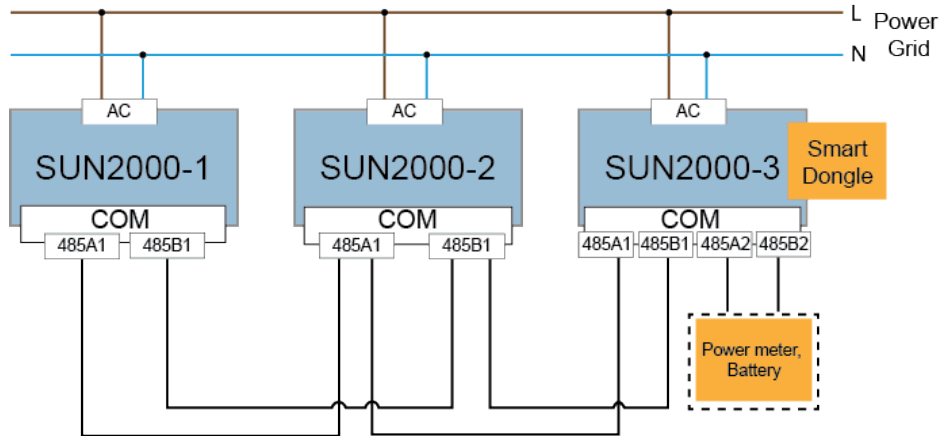 L
Power
Grid
N
AC
AC
AC
SUN2000-1
SUN2000-2
SUN2000-3
Smart
Dongle
COM
COM
COM
485A1
485B1
485A1
485B1
485A1
485B1
485A2
485B2
Power meter,
Battery